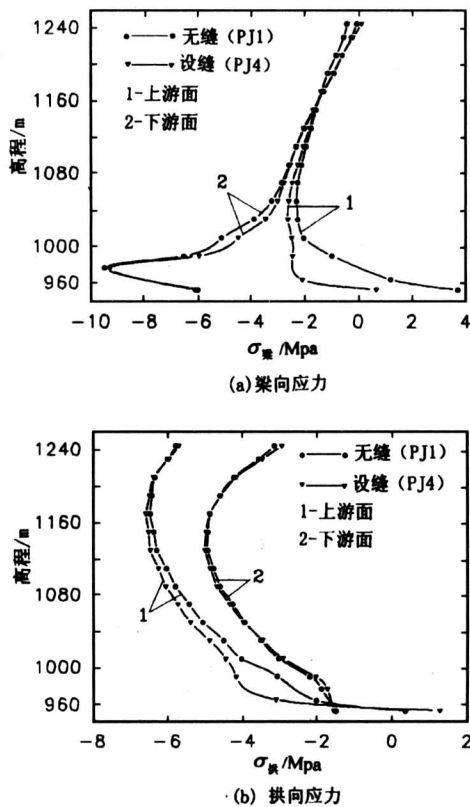 1240
1160
1080
1000
960
高程/m
无缝(PJ1)
设缝(PJ4)
1-上游面
2-下游面
2
1
-10 -8 -6 -4 -2 0 2 4
σ梁 /Mpa
(a)梁向应力
1240
1160
1080
1000
960
高程/m
无缝(PJ1)
设缝(PJ4)
1-上游面
2-下游面
1
2
-8 -6 -4 -2 0 2
σ拱/Mpa
(b) 拱向应力